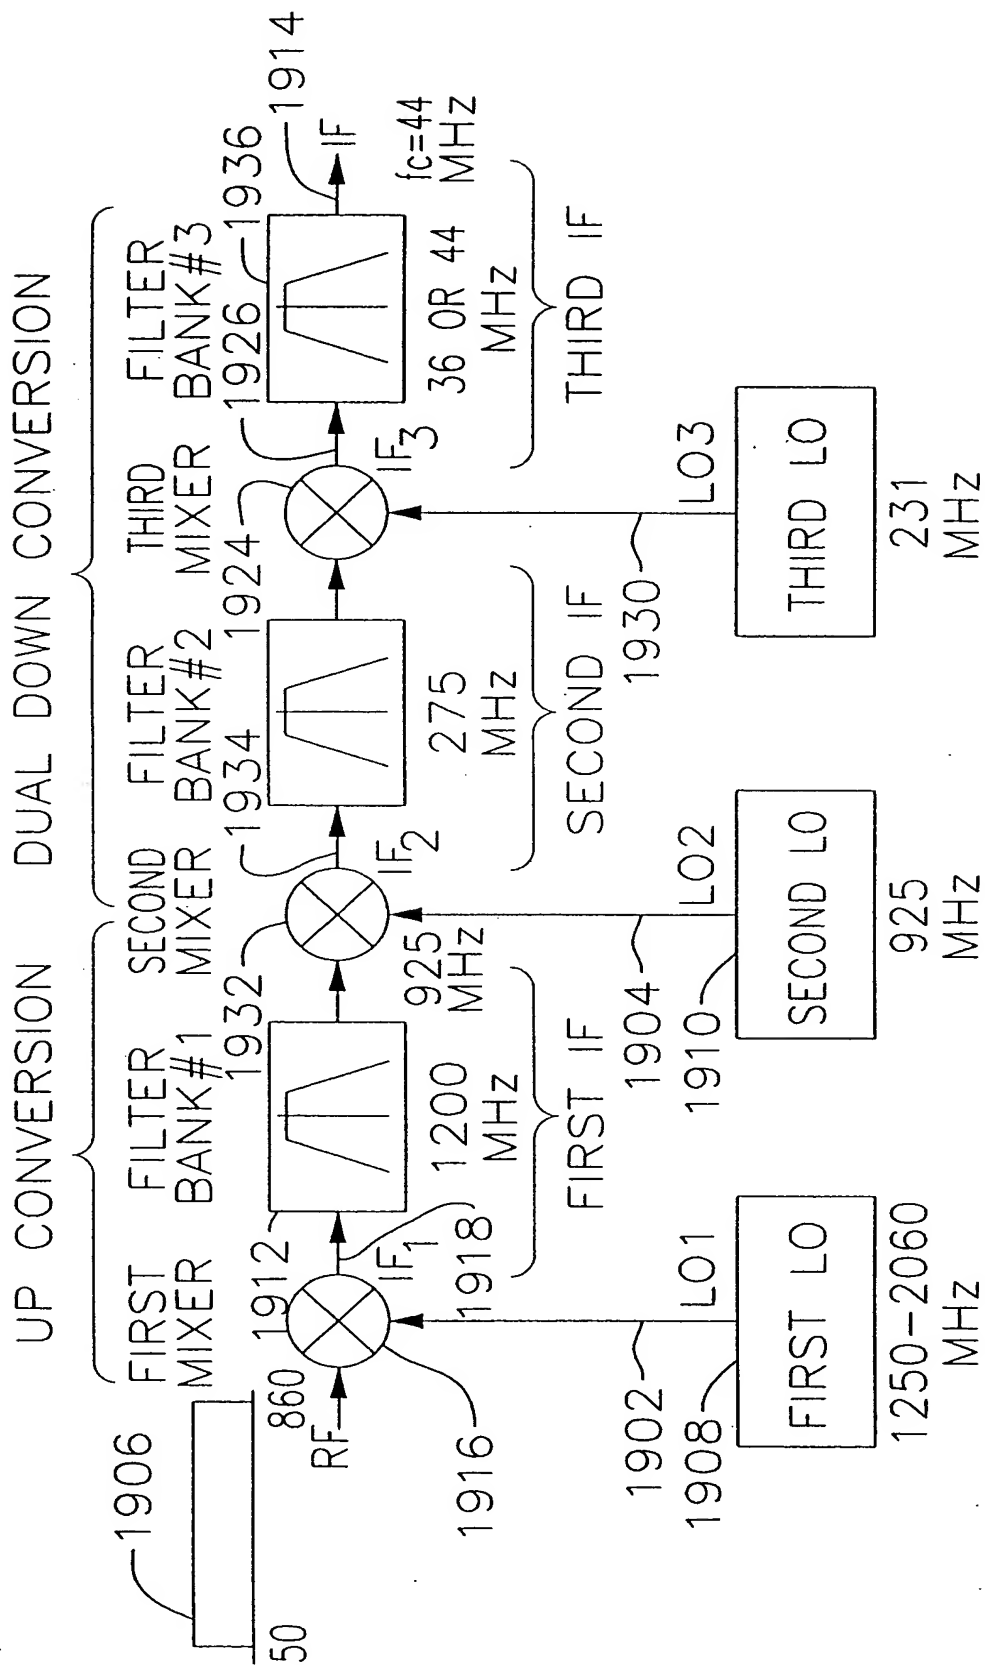 UP CONVERSION
DUAL DOWN CONVERSION
1906
50
860
FIRST
MIXER
FILTER
BANK#1
SECOND
MIXER
FILTER
BANK#2
THIRD
MIXER
FILTER
BANK#3
1912
1932
1934
1924
1926
1936
1914
RF
IF1
IF2
IF3
IF
1916
1918
1200
MHz
925
MHz
275
MHz
36 OR 44
MHz
fc=44
MHz
FIRST IF
SECOND IF
THIRD IF
1902
1904
1930
1908
1910
LO1
LO2
LO3
FIRST LO
SECOND LO
THIRD LO
1250-2060
MHz
925
MHz
231
MHz